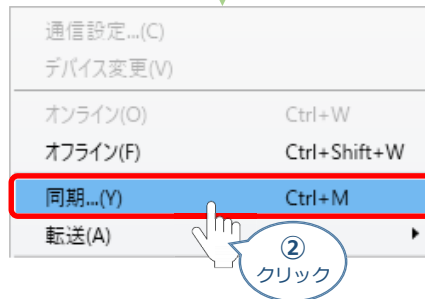 通信設定...(C)
デバイス変更(V)
オンライン(O) Ctrl+W
オフライン(F) Ctrl+Shift+W
同期...(Y) Ctrl+M
転送(A)
②
クリック